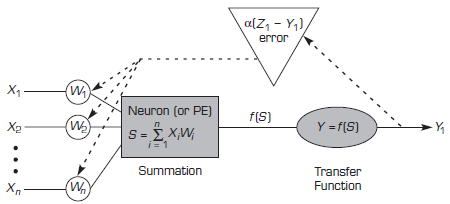 α(Z₁ − Y₁)
error
X₁
W₁
Neuron (or PE)
n
S = Σ XᵢWᵢ
i = 1
f(S)
Y = f(S)
Y₁
X₂
W₂
Summation
Transfer
Function
Xₙ
Wₙ